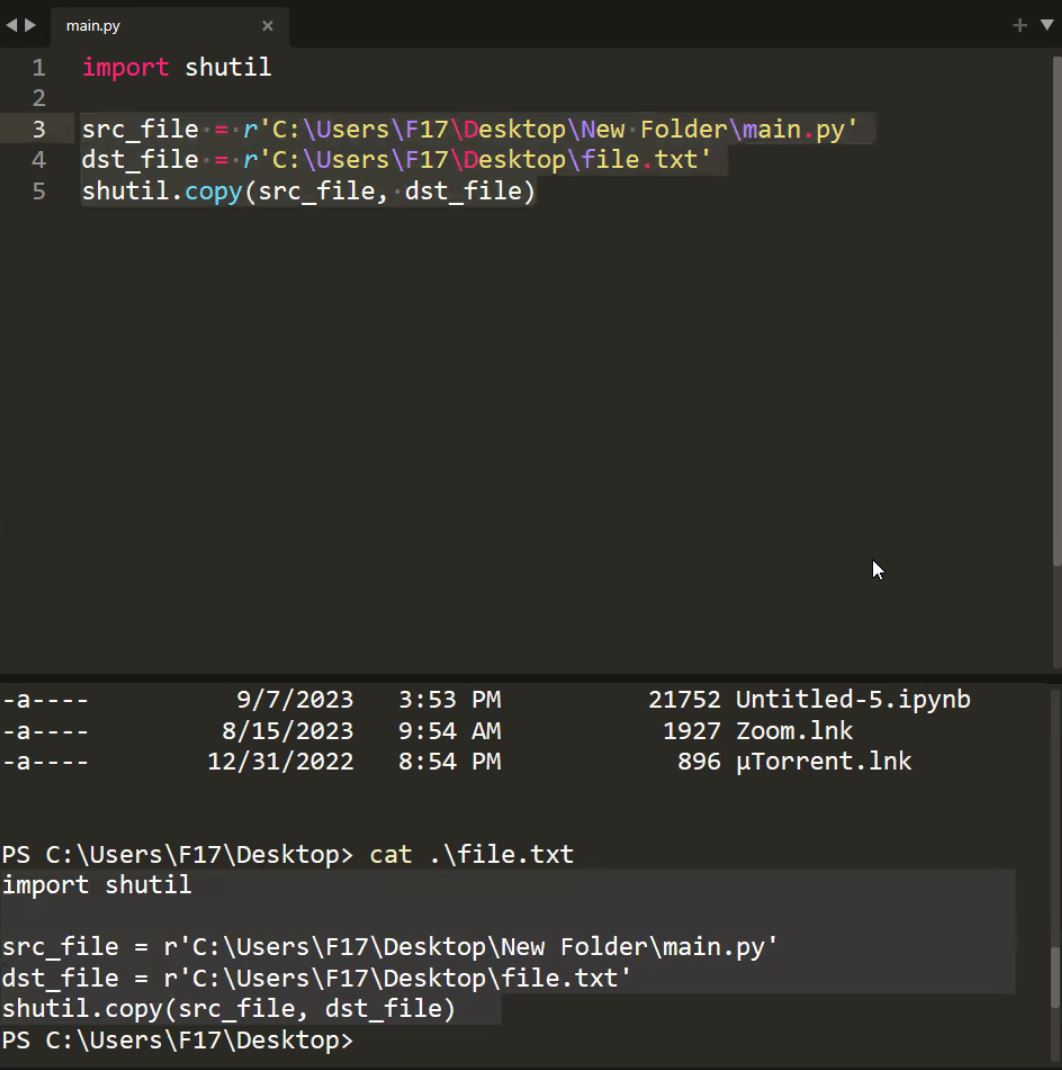 main.py
1 import shutil
2
3 src_file = r'C:\Users\F17\Desktop\New Folder\main.py'
4 dst_file = r'C:\Users\F17\Desktop\file.txt'
5 shutil.copy(src_file, dst_file)
-a---- 9/7/2023 3:53 PM 21752 Untitled-5.ipynb
-a---- 8/15/2023 9:54 AM 1927 Zoom.lnk
-a---- 12/31/2022 8:54 PM 896 µTorrent.lnk
PS C:\Users\F17\Desktop> cat .\file.txt
import shutil
src_file = r'C:\Users\F17\Desktop\New Folder\main.py'
dst_file = r'C:\Users\F17\Desktop\file.txt'
shutil.copy(src_file, dst_file)
PS C:\Users\F17\Desktop>